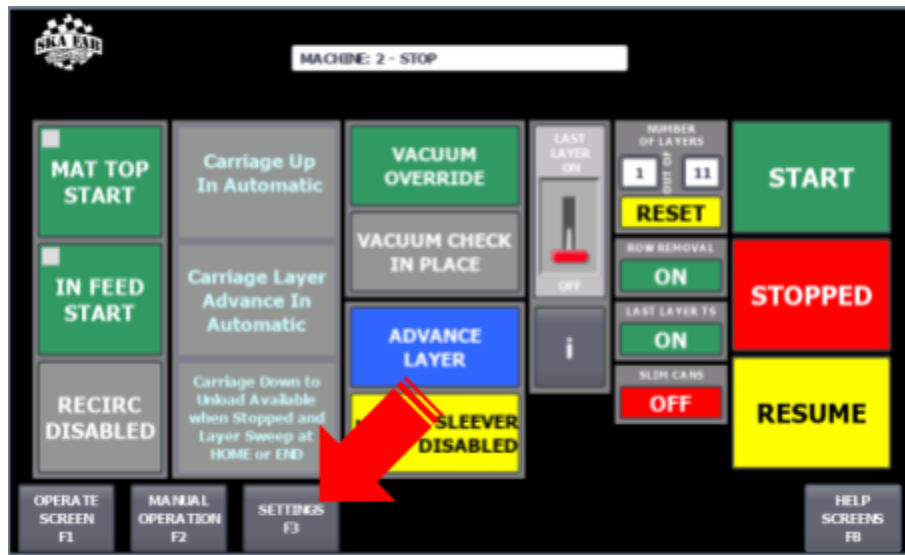 SKA FAB
MACHINE: 2 - STOP
MAT TOP
START
Carriage Up
In Automatic
VACUUM
OVERRIDE
LAST
LAYER
ON
NUMBER
OF LAYERS
1 OUT OF 11
RESET
START
IN FEED
START
Carriage Layer
Advance In
Automatic
VACUUM CHECK
IN PLACE
OFF
ROW REMOVAL
ON
STOPPED
LAST LAYER TS
ON
ADVANCE
LAYER
i
RECIRC
DISABLED
Carriage Down to
Unload Available
when Stopped and
Layer Sweep at
HOME or END
SLEEVER
DISABLED
SLIM CANS
OFF
RESUME
OPERATE
SCREEN
F1
MANUAL
OPERATION
F2
SETTINGS
F3
HELP
SCREENS
F8